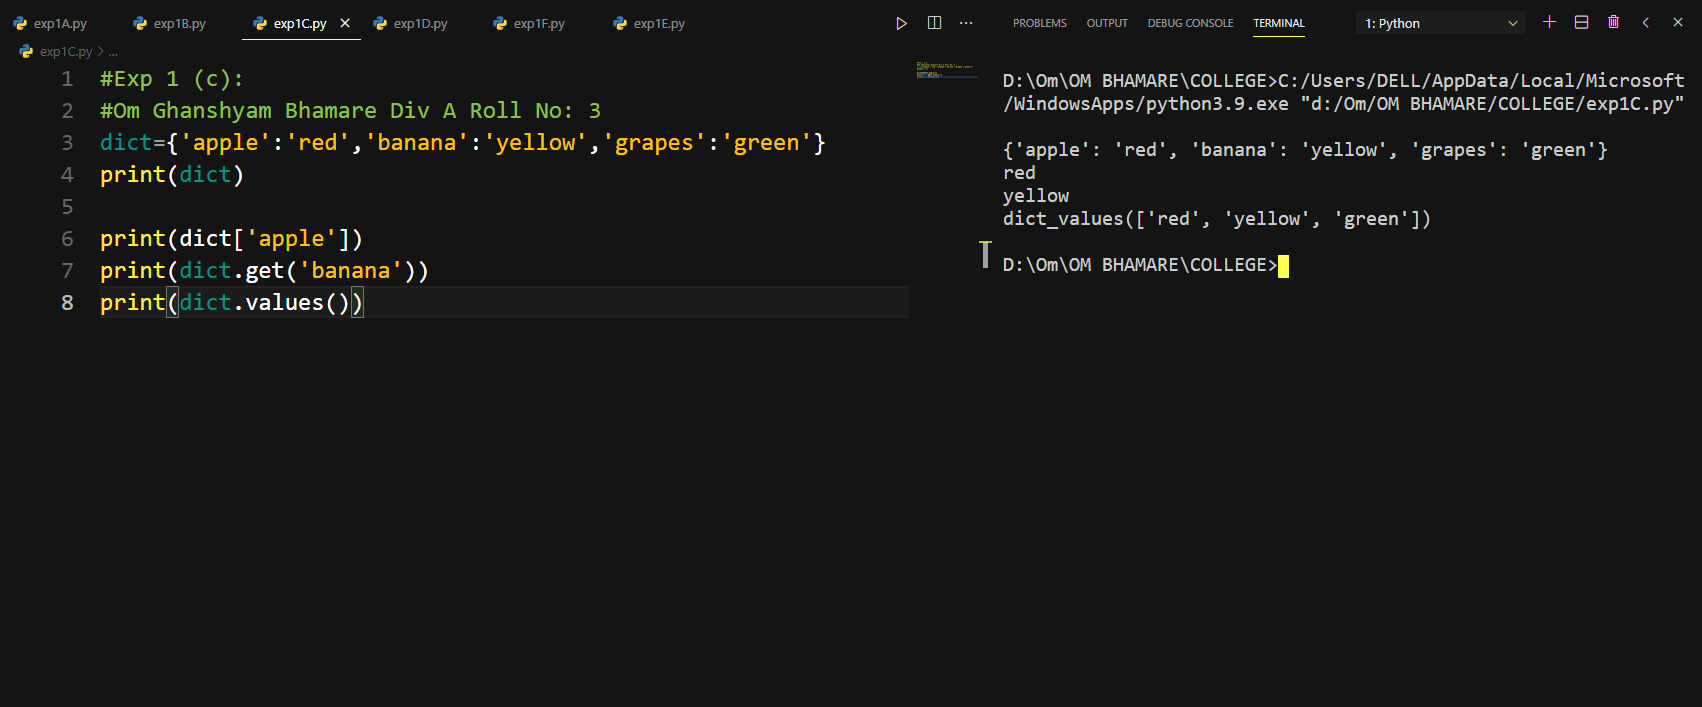 exp1A.py exp1B.py exp1C.py exp1D.py exp1F.py exp1E.py
exp1C.py > ...
1 #Exp 1 (c):
2 #Om Ghanshyam Bhamare Div A Roll No: 3
3 dict={'apple':'red','banana':'yellow','grapes':'green'}
4 print(dict)
5
6 print(dict['apple'])
7 print(dict.get('banana'))
8 print(dict.values())
PROBLEMS OUTPUT DEBUG CONSOLE TERMINAL 1: Python
D:\Om\OM BHAMARE\COLLEGE>C:/Users/DELL/AppData/Local/Microsoft
/WindowsApps/python3.9.exe "d:/Om/OM BHAMARE/COLLEGE/exp1C.py"
{'apple': 'red', 'banana': 'yellow', 'grapes': 'green'}
red
yellow
dict_values(['red', 'yellow', 'green'])
D:\Om\OM BHAMARE\COLLEGE>